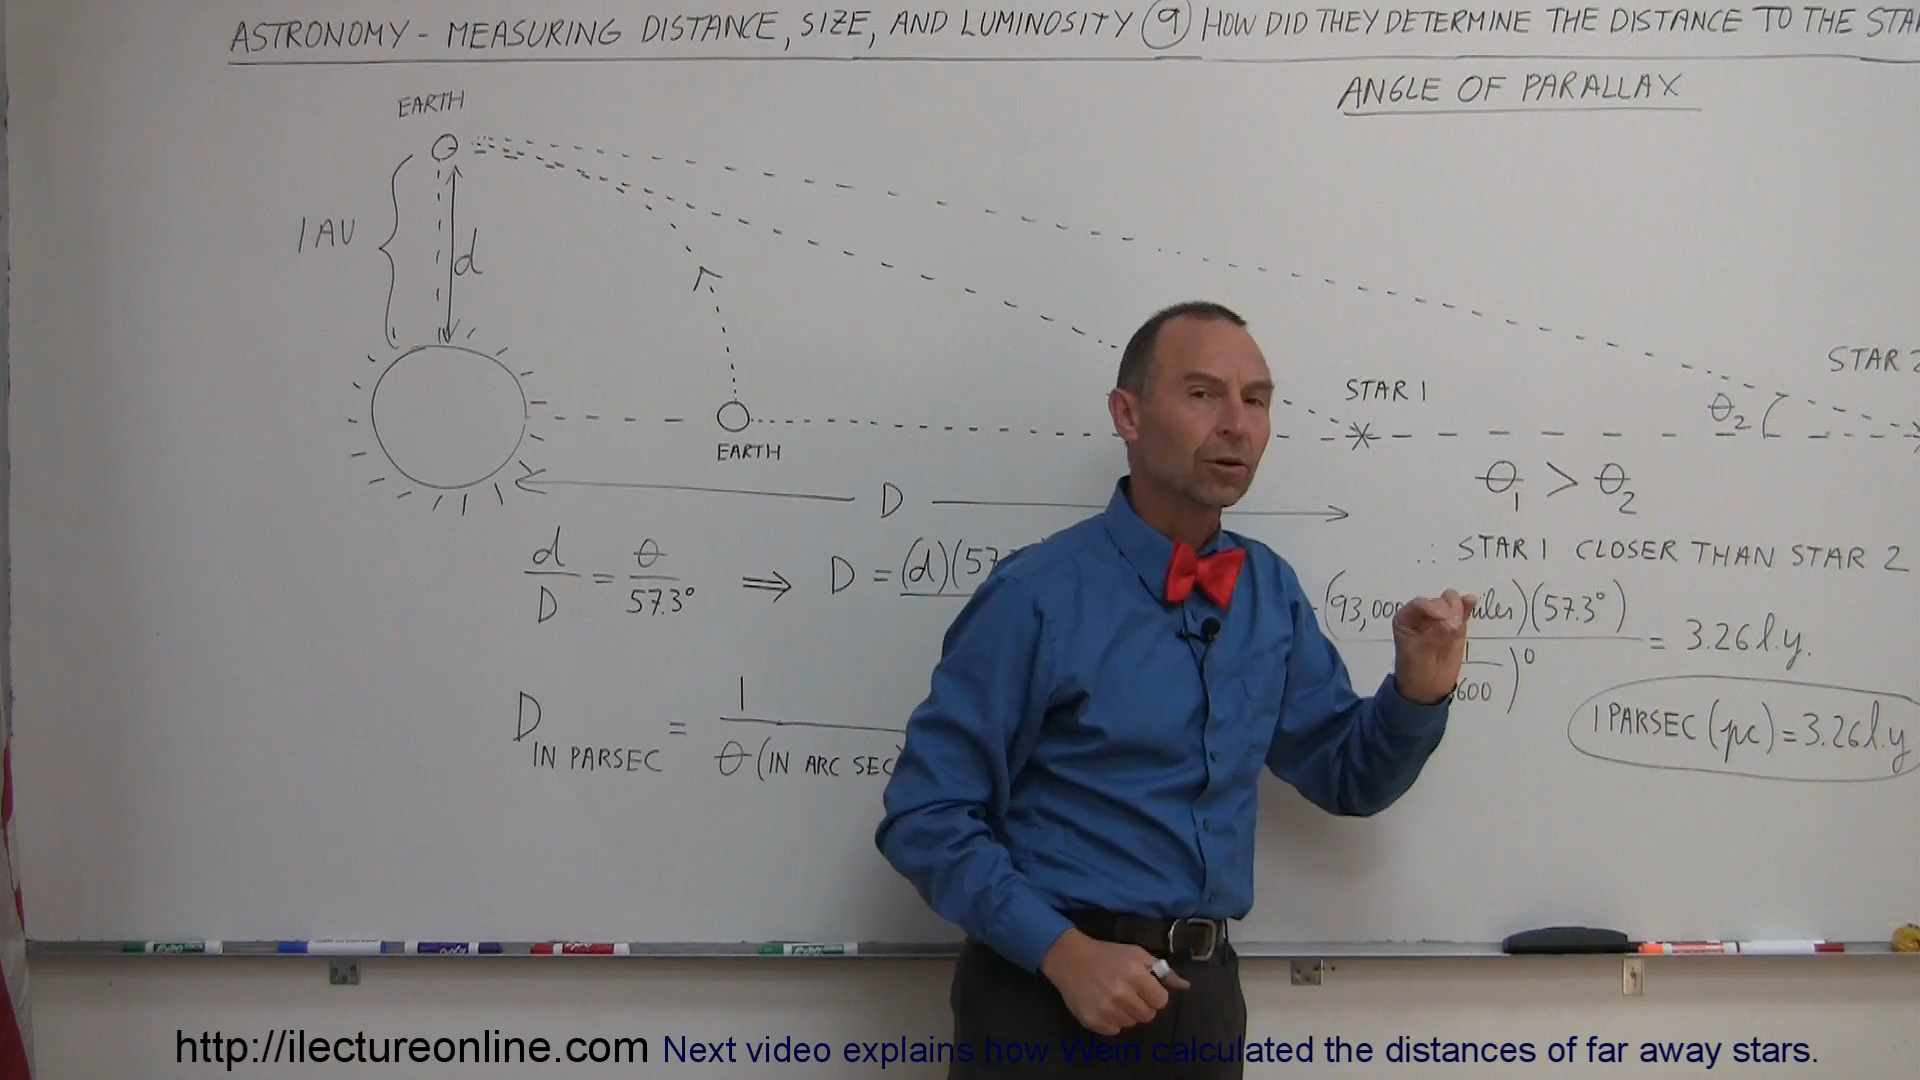 ASTRONOMY - MEASURING DISTANCE, SIZE, AND LUMINOSITY 9 HOW DID THEY DETERMINE THE DISTANCE TO THE STA
ANGLE OF PARALLAX
EARTH
1 AU
d
STAR 2
STAR 1
θ2
EARTH
θ1 > θ2
D
∴ STAR 1 CLOSER THAN STAR 2
d/D = θ/57.3° ⇒ D = (d)(57
(93,000 miles)(57.3°) / 1/3600)° = 3.26 l.y.
D IN PARSEC = 1 / θ (IN ARC SEC)
1 PARSEC (pc) = 3.26 l.y
http://ilectureonline.com Next video explains how Wein calculated the distances of far away stars.